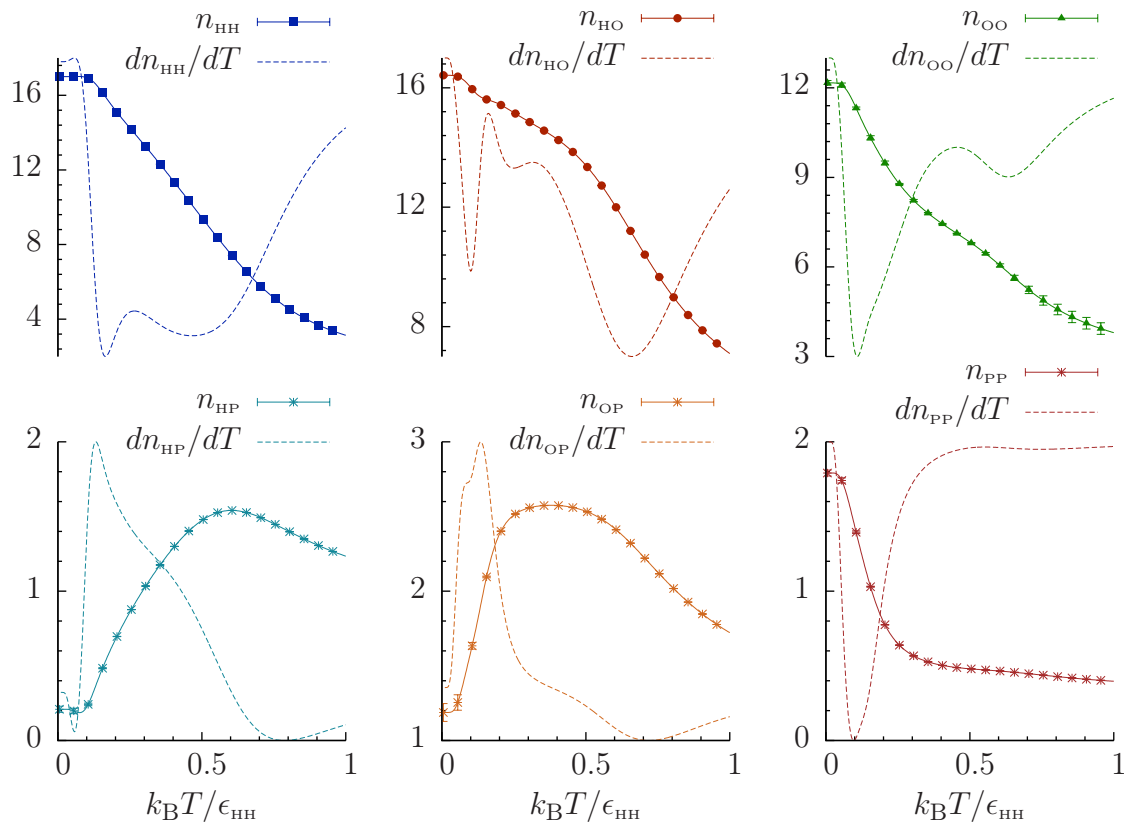 n_HH
dn_HH/dT
n_HO
dn_HO/dT
n_OO
dn_OO/dT
16
12
8
4
16
12
8
12
9
6
3
n_HP
dn_HP/dT
n_OP
dn_OP/dT
n_PP
dn_PP/dT
2
1
0
3
2
1
2
1
0
0 0.5 1
0 0.5 1
0 0.5 1
k_BT/ϵ_HH
k_BT/ϵ_HH
k_BT/ϵ_HH